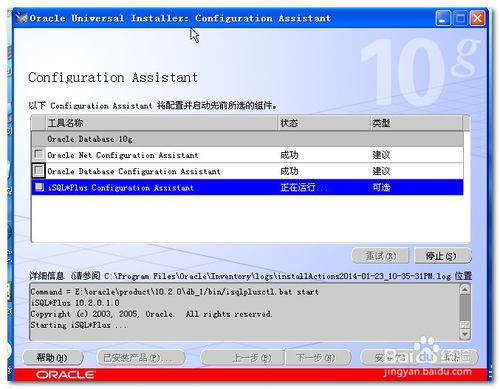 Oracle Universal Installer: Configuration Assistant
10g
Configuration Assistant
以下 Configuration Assistant 将配置并启动先前所选的组件。
工具名称 状态 类型
Oracle Database 10g
Oracle Net Configuration Assistant 成功 建议
Oracle Database Configuration Assistant 成功 建议
iSQL*Plus Configuration Assistant 正在运行... 可选
重试(R) 停止(S)
详细信息 (请参阅 C:\Program Files\Oracle\Inventory\logs\installActions2014-01-23_10-35-31PM.log 位置
Command = E:\oracle\product\10.2.0\db_1/bin/isqlplusctl.bat start
iSQL*Plus 10.2.0.1.0
Copyright (c) 2003, 2005, Oracle. All rights reserved.
Starting iSQL*Plus ...
帮助(H) 已安装产品(P)... 上一步(B) 下一步(N)
ORACLE
Baidu 经验
jingyan.baidu.com